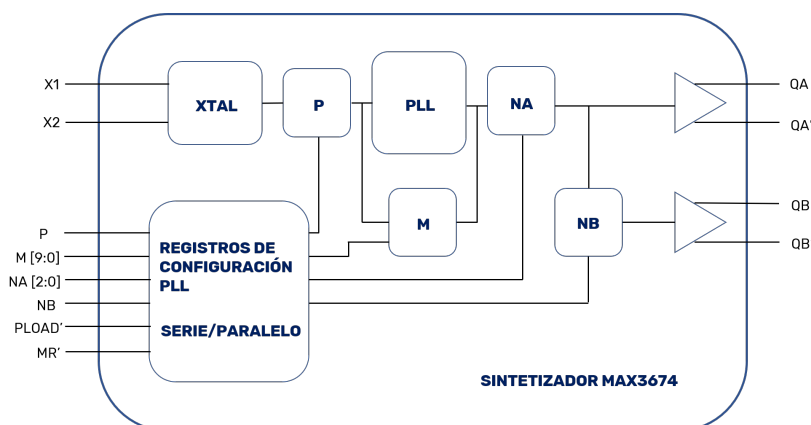 X1
X2
XTAL
P
PLL
NA
QA
QA'
QB
QB
M
NB
P
M [9:0]
NA [2:0]
NB
PLOAD'
MR'
REGISTROS DE
CONFIGURACIÓN
PLL
SERIE/PARALELO
SINTETIZADOR MAX3674